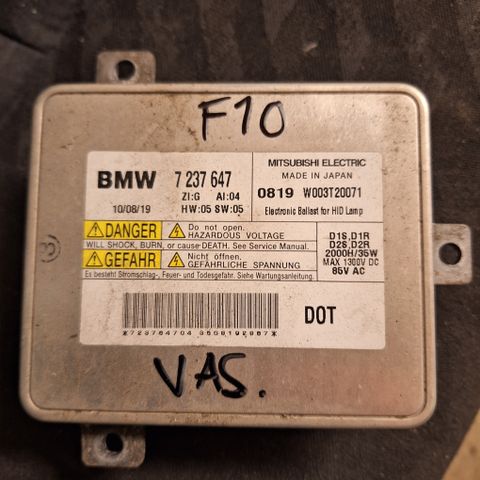 F10
BMW 7 237 647
ZI:G AI:04
10/08/19 HW:05 SW:05
MITSUBISHI ELECTRIC
MADE IN JAPAN
0819 W003T20071
Electronic Ballast for HID Lamp
DANGER
Do not open.
HAZARDOUS VOLTAGE
WILL SHOCK, BURN, or cause DEATH. See Service Manual.
GEFAHR
Nicht öffnen.
GEFÄHRLICHE SPANNUNG
Es besteht Stromschlag-, Feuer- und Todesgefahr. Siehe Wartungsanleitung.
D1S,D1R
D2S,D2R
2000H/35W
MAX 1300V DC
85V AC
DOT
VAS.